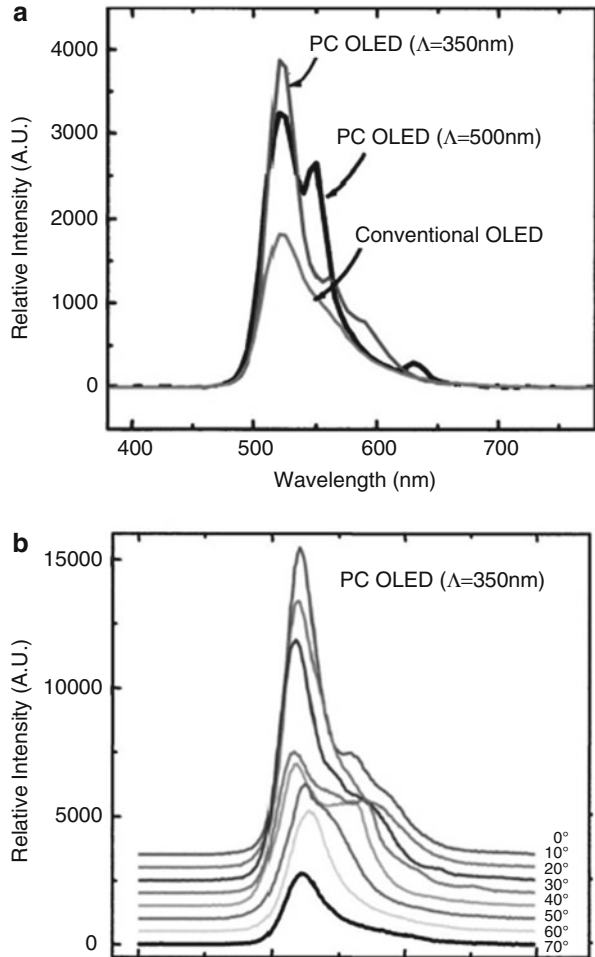 a
4000
PC OLED (Λ=350nm)
3000
PC OLED (Λ=500nm)
2000
Conventional OLED
1000
0
Relative Intensity (A.U.)
400 500 600 700
Wavelength (nm)
b
15000
PC OLED (Λ=350nm)
10000
Relative Intensity (A.U.)
5000
0°
10°
20°
30°
40°
50°
60°
0
70°